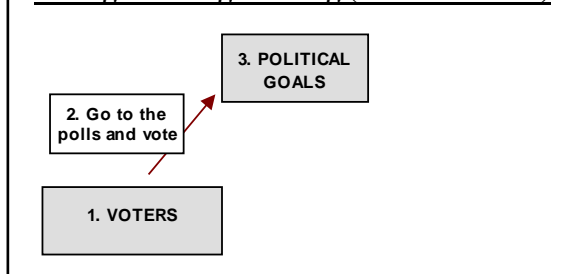 3. POLITICAL
GOALS
2. Go to the
polls and vote
1. VOTERS